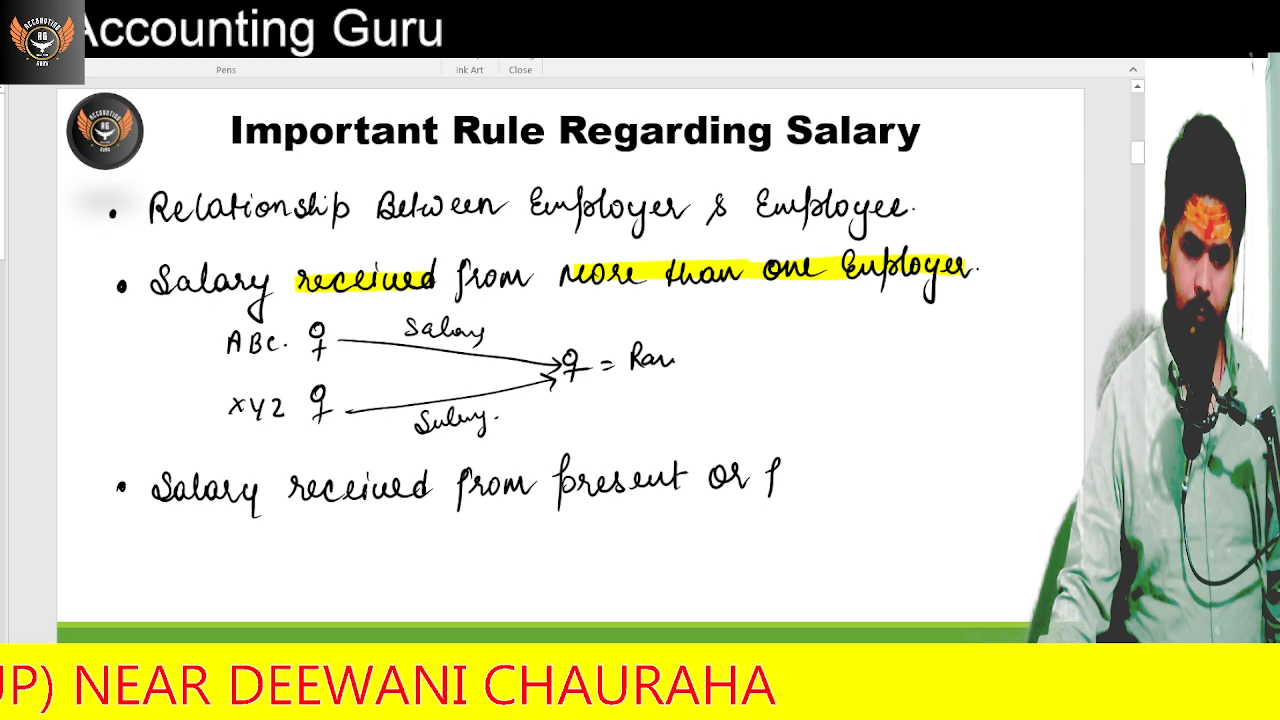 Accounting Guru
Pens
Ink Art
Close
Important Rule Regarding Salary
• Relationship Between Employer & Employee.
• Salary received from more than one Employer.
ABC.
Salary
= Ram
XYZ
Salary.
• Salary received from present or p
UP) NEAR DEEWANI CHAURAHA